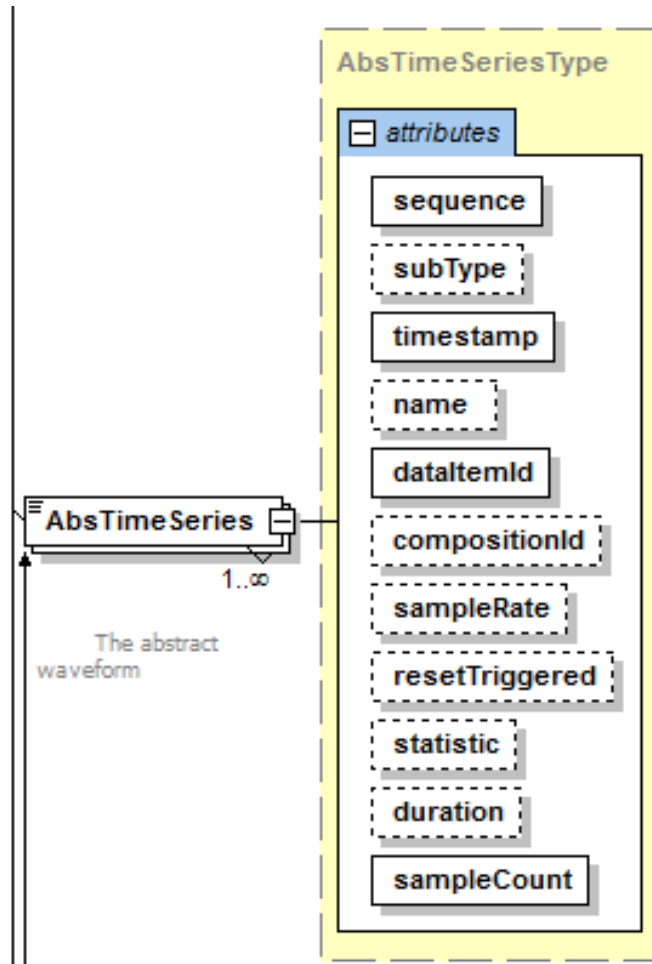 AbsTimeSeriesType
attributes
sequence
subType
timestamp
name
dataItemId
AbsTimeSeries
compositionId
1..∞
sampleRate
The abstract
waveform
resetTriggered
statistic
duration
sampleCount